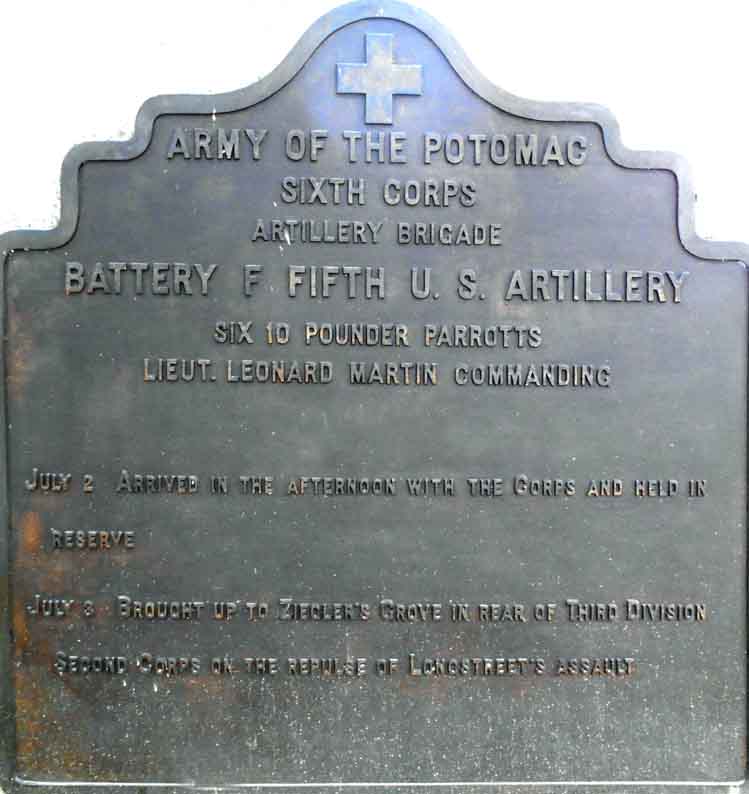 ARMY OF THE POTOMAC
SIXTH CORPS
ARTILLERY BRIGADE
BATTERY F FIFTH U. S. ARTILLERY
SIX 10 POUNDER PARROTTS
LIEUT. LEONARD MARTIN COMMANDING
JULY 2 ARRIVED IN THE AFTERNOON WITH THE CORPS AND HELD IN
RESERVE
JULY 3 BROUGHT UP TO ZIEGLER'S GROVE IN REAR OF THIRD DIVISION
SECOND CORPS ON THE REPULSE OF LONGSTREET'S ASSAULT